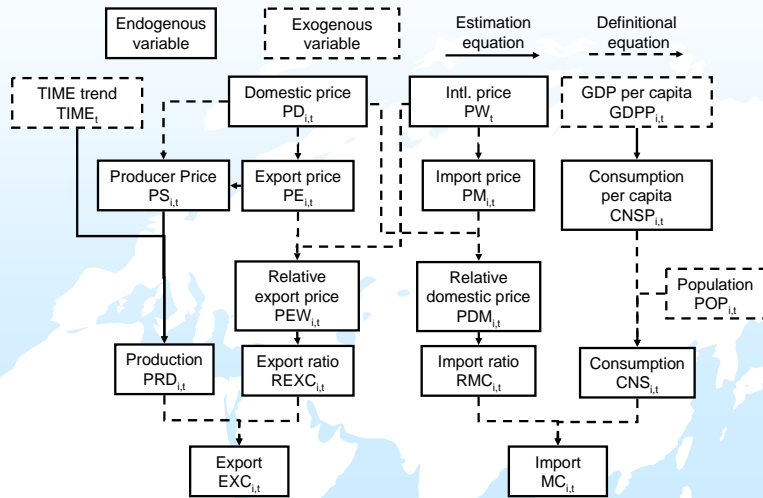 Endogenous
variable
Exogenous
variable
Estimation
equation
Definitional
equation
TIME trend
TIMEt
Domestic price
PDi,t
Intl. price
PWt
GDP per capita
GDPPi,t
Producer Price
PSi,t
Export price
PEi,t
Import price
PMi,t
Consumption
per capita
CNSPi,t
Relative
export price
PEWi,t
Relative
domestic price
PDMi,t
Population
POPi,t
Production
PRDi,t
Export ratio
REXCi,t
Import ratio
RMCi,t
Consumption
CNSi,t
Export
EXCi,t
Import
MCi,t